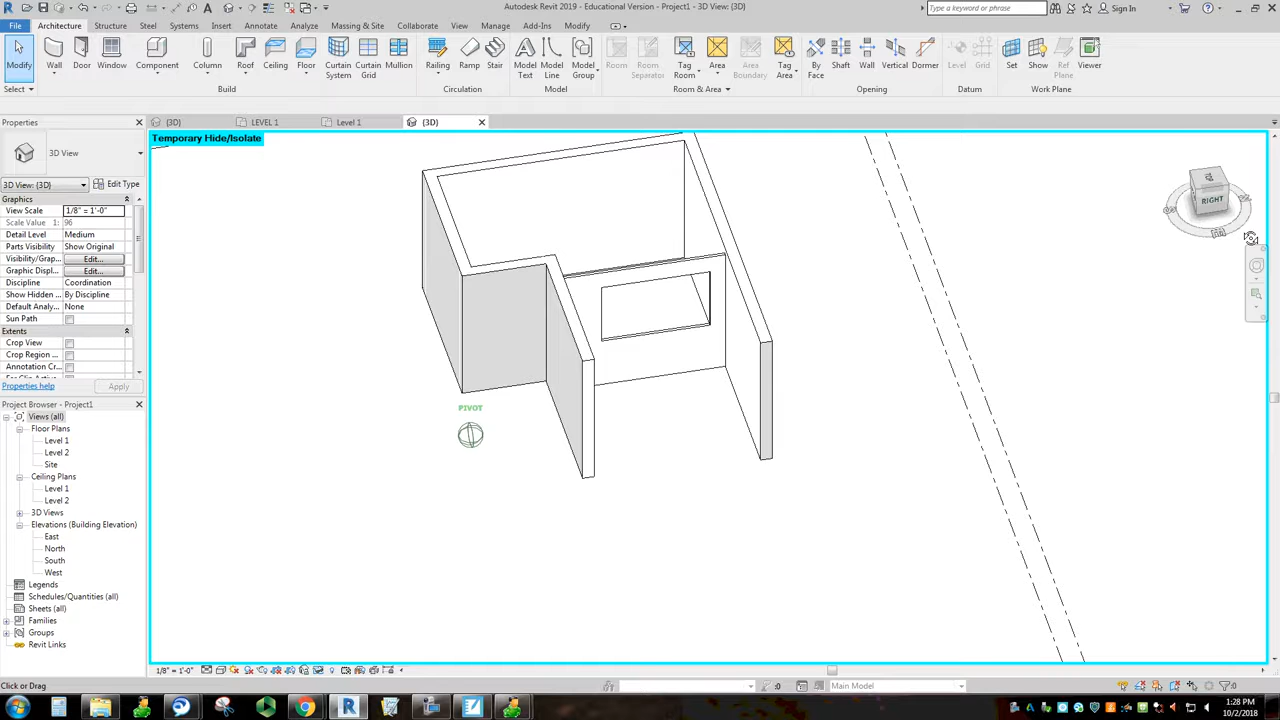 Autodesk Revit 2019 - Educational Version - Project1 - 3D View: {3D}
Type a keyword or phrase
Sign In
File
Architecture
Structure
Steel
Systems
Insert
Annotate
Analyze
Massing & Site
Collaborate
View
Manage
Add-Ins
Modify
Modify
Wall
Door
Window
Component
Column
Roof
Ceiling
Floor
Curtain System
Curtain Grid
Mullion
Railing
Ramp
Stair
Model Text
Model Line
Model Group
Room
Room Separator
Tag Room
Area
Area Boundary
Tag Area
By Face
Shaft
Wall
Vertical
Dormer
Level
Grid
Set
Show
Ref Plane
Viewer
Select
Build
Circulation
Model
Room & Area
Opening
Datum
Work Plane
Properties
{3D}
LEVEL 1
Level 1
{3D}
Temporary Hide/Isolate
3D View
3D View: {3D}
Edit Type
Graphics
View Scale 1/8" = 1'-0"
Scale Value 1: 96
Detail Level Medium
Parts Visibility Show Original
Visibility/Grap... Edit...
Graphic Displ... Edit...
Discipline Coordination
Show Hidden ... By Discipline
Default Analy... None
Sun Path
Extents
Crop View
Crop Region ...
Annotation Cr...
Properties help
Apply
RIGHT
PIVOT
Project Browser - Project1
Views (all)
Floor Plans
Level 1
Level 2
Site
Ceiling Plans
Level 1
Level 2
3D Views
Elevations (Building Elevation)
East
North
South
West
Legends
Schedules/Quantities (all)
Sheets (all)
Families
Groups
Revit Links
1/8" = 1'-0"
Click or Drag
:0
Main Model
:0
1:28 PM
10/2/2018